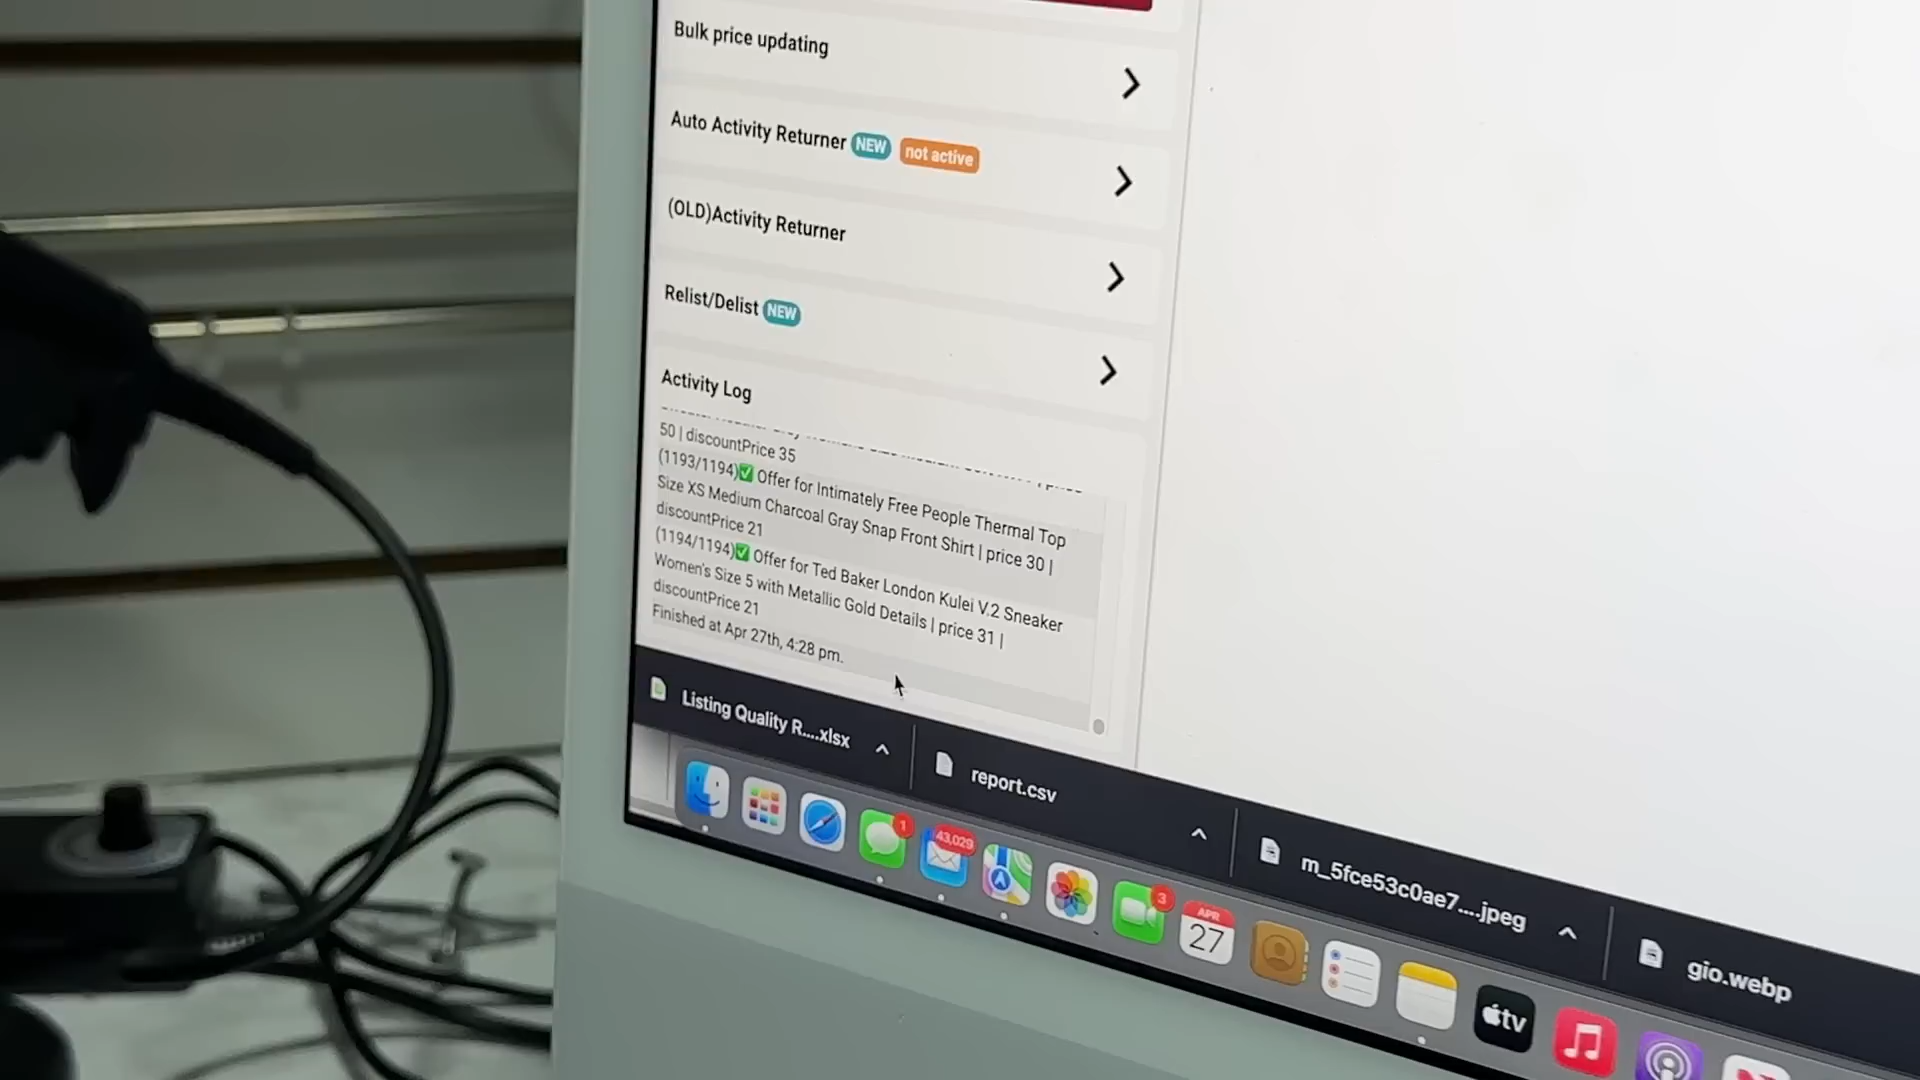 Bulk price updating
Auto Activity Returner NEW not active
(OLD)Activity Returner
Relist/Delist NEW
Activity Log
50 | discountPrice 35
(1193/1194)✅ Offer for Intimately Free People Thermal Top
Size XS Medium Charcoal Gray Snap Front Shirt | price 30 |
discountPrice 21
(1194/1194)✅ Offer for Ted Baker London Kulei V.2 Sneaker
Women's Size 5 with Metallic Gold Details | price 31 |
discountPrice 21
Finished at Apr 27th, 4:28 pm.
Listing Quality R....xlsx
report.csv
m_5fce53c0ae7....jpeg
gio.webp
1
43,029
3
APR
27
tv